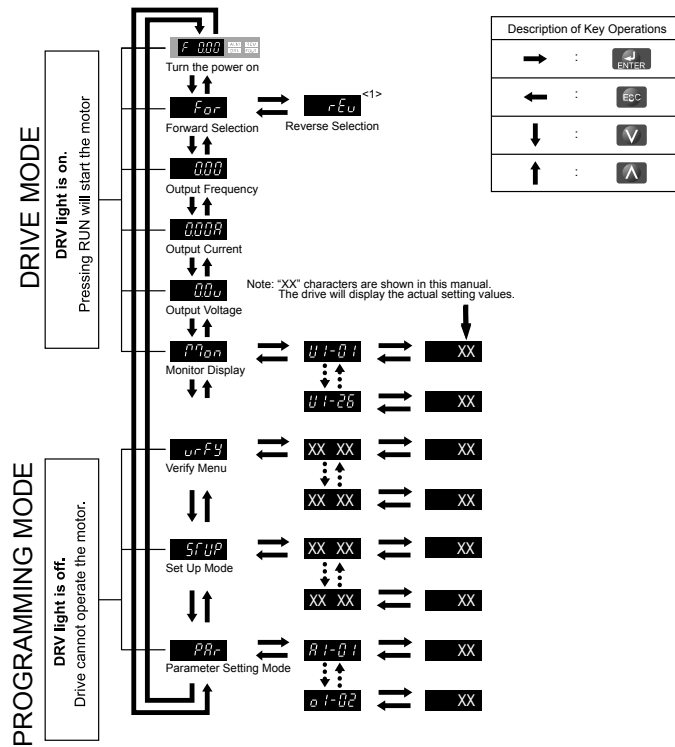 DRIVE MODE
DRV light is on.
Pressing RUN will start the motor
F 0.00
Turn the power on
For
Forward Selection
rEv
<1>
Reverse Selection
0.00
Output Frequency
0.00A
Output Current
0.0v
Output Voltage
Mon
Monitor Display
U1-01
XX
U1-26
XX
Note: "XX" characters are shown in this manual.
The drive will display the actual setting values.
Description of Key Operations
:
ENTER
:
ESC
:
:
PROGRAMMING MODE
DRV light is off.
Drive cannot operate the motor.
vrFY
Verify Menu
XX XX
XX
XX XX
XX
STUP
Set Up Mode
XX XX
XX
XX XX
XX
PAr
Parameter Setting Mode
A1-01
XX
o1-02
XX